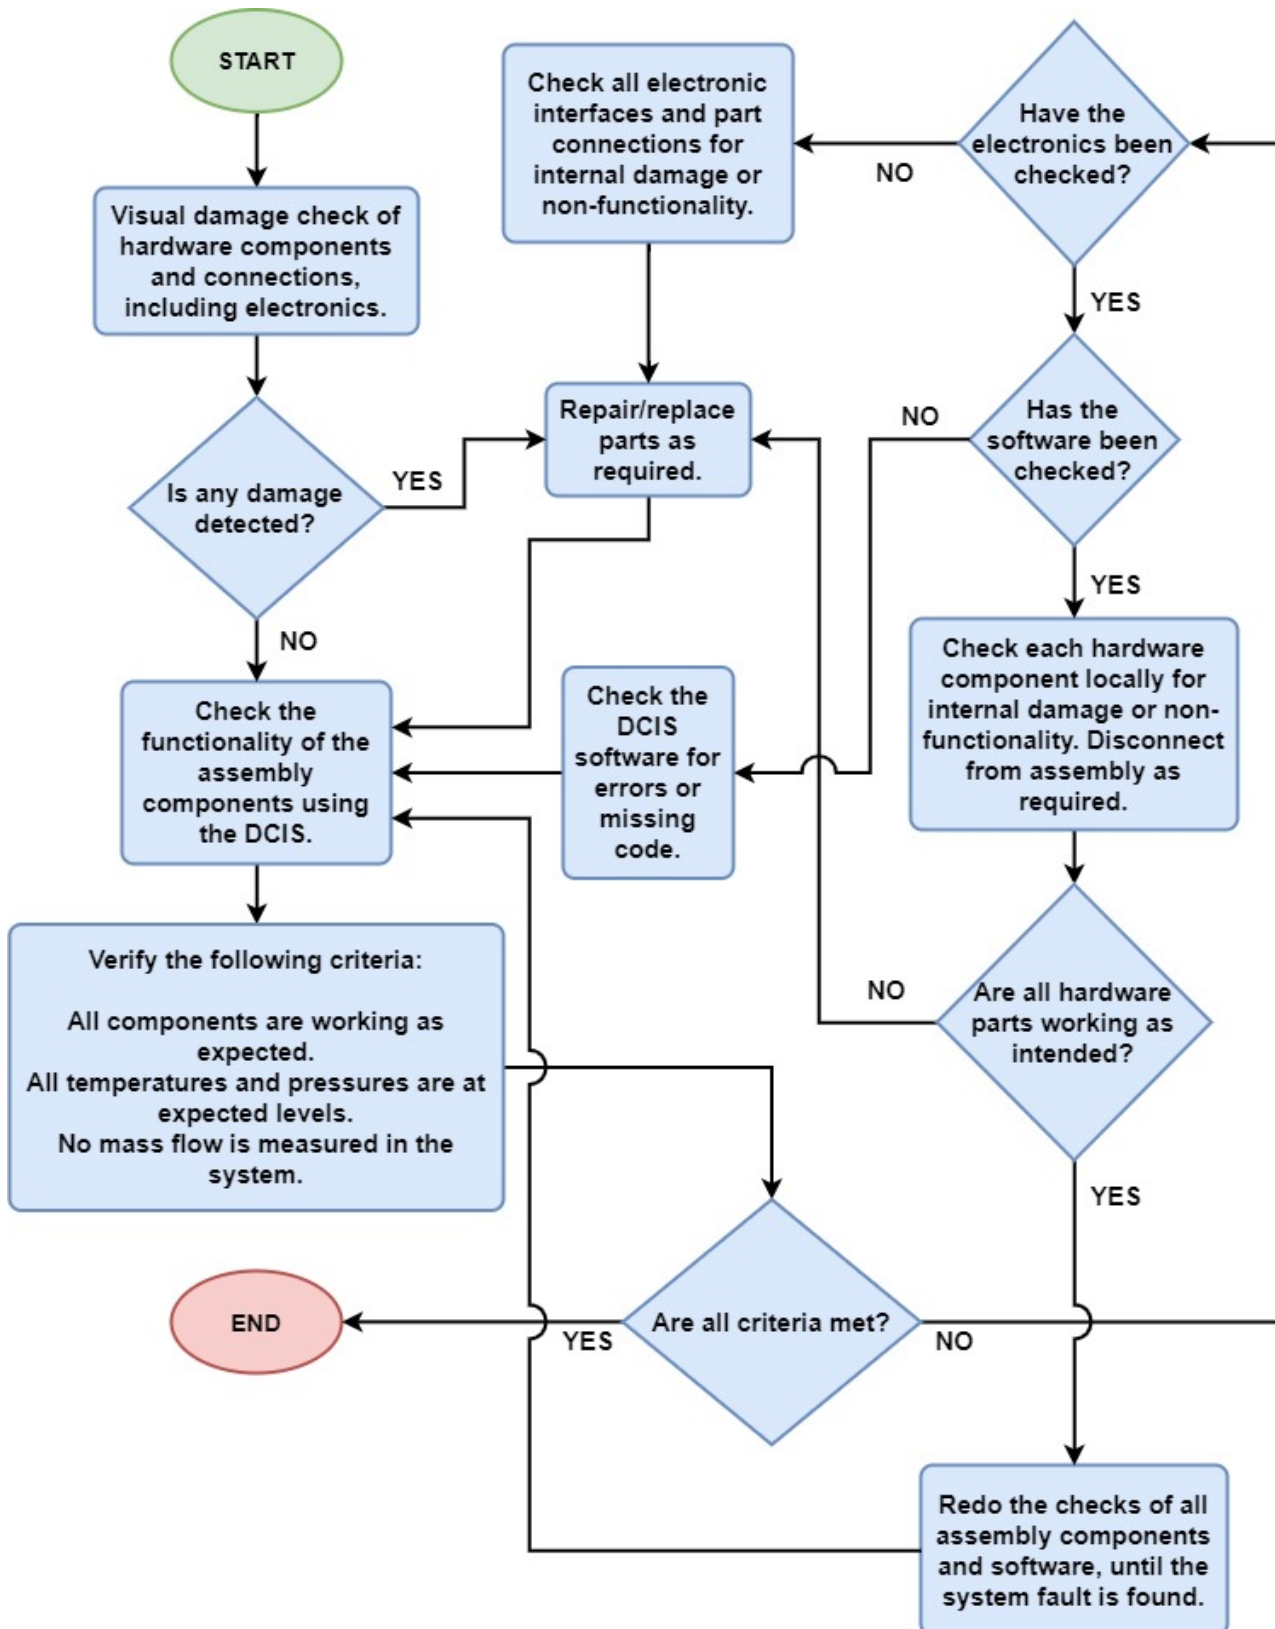 START
Visual damage check of
hardware components
and connections,
including electronics.
Is any damage
detected?
YES
NO
Check the
functionality of the
assembly
components using
the DCIS.
Verify the following criteria:
All components are working as
expected.
All temperatures and pressures are at
expected levels.
No mass flow is measured in the
system.
END
Check all electronic
interfaces and part
connections for
internal damage or
non-functionality.
Repair/replace
parts as
required.
Check the
DCIS
software for
errors or
missing
code.
Are all criteria met?
YES
NO
Have the
electronics been
checked?
NO
YES
Has the
software been
checked?
NO
YES
Check each hardware
component locally for
internal damage or non-
functionality. Disconnect
from assembly as
required.
Are all hardware
parts working as
intended?
NO
YES
Redo the checks of all
assembly components
and software, until the
system fault is found.